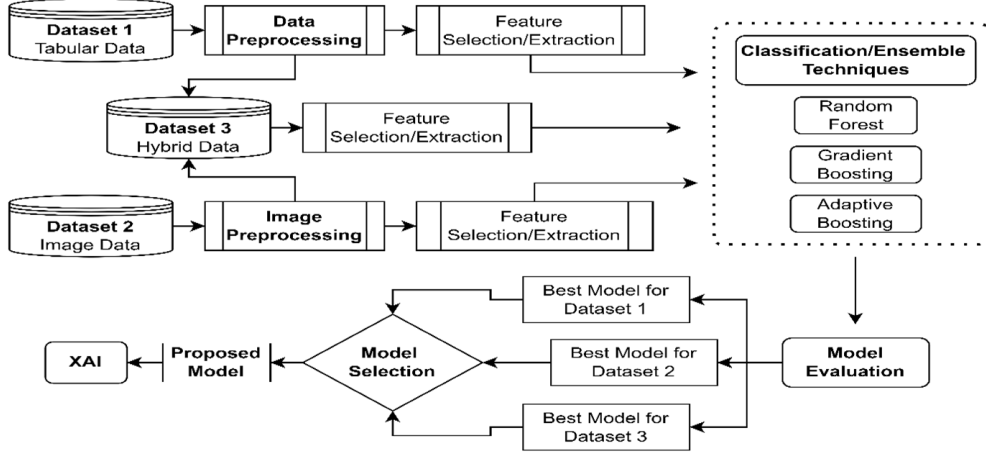 Dataset 1
Tabular Data
Data
Preprocessing
Feature
Selection/Extraction
Classification/Ensemble
Techniques
Random
Forest
Gradient
Boosting
Adaptive
Boosting
Dataset 3
Hybrid Data
Feature
Selection/Extraction
Dataset 2
Image Data
Image
Preprocessing
Feature
Selection/Extraction
Best Model for
Dataset 1
Best Model for
Dataset 2
Best Model for
Dataset 3
Model
Evaluation
Model
Selection
Proposed
Model
XAI